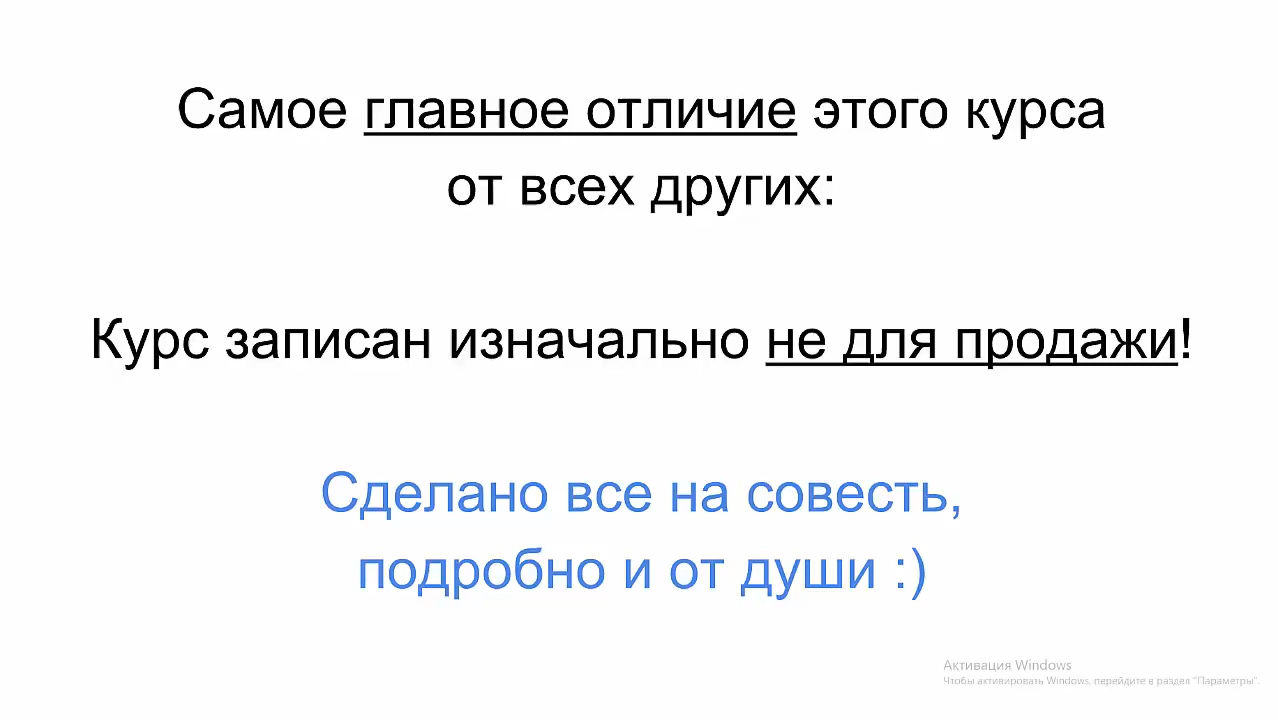 Самое главное отличие этого курса
от всех других:
Курс записан изначально не для продажи!
Сделано все на совесть,
подробно и от души :)
Активация Windows
Чтобы активировать Windows, перейдите в раздел "Параметры".